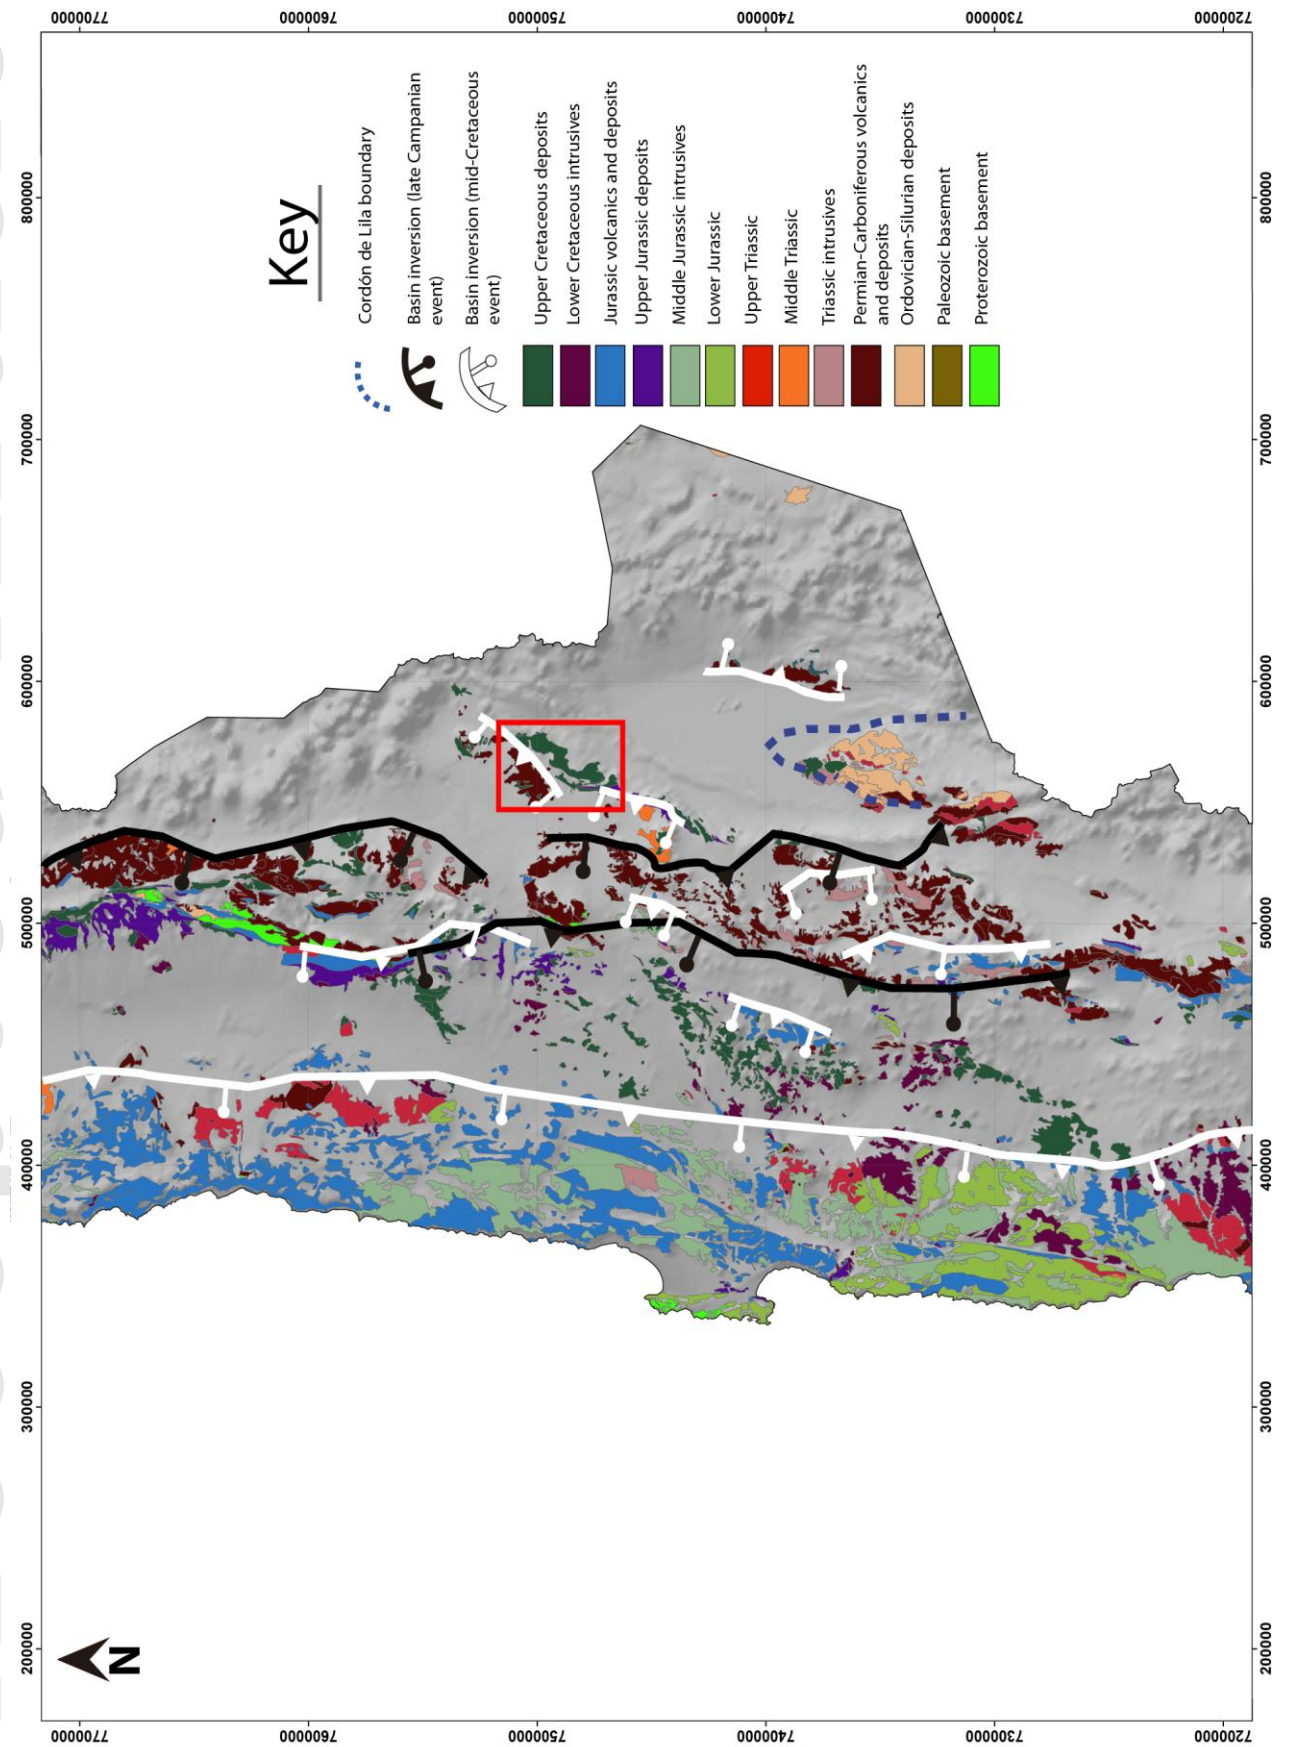 7700000
7600000
7500000
7400000
7300000
7200000
800000
700000
600000
500000
400000
300000
200000
Key
Cordón de Lila boundary
Basin inversion (late Campanian
event)
Basin inversion (mid-Cretaceous
event)
Upper Cretaceous deposits
Lower Cretaceous intrusives
Jurassic volcanics and deposits
Upper Jurassic deposits
Middle Jurassic intrusives
Lower Jurassic
Upper Triassic
Middle Triassic
Triassic intrusives
Permian-Carboniferous volcanics
and deposits
Ordovician-Silurian deposits
Paleozoic basement
Proterozoic basement
800000
700000
600000
500000
400000
300000
200000
N
7700000
7600000
7500000
7400000
7300000
7200000